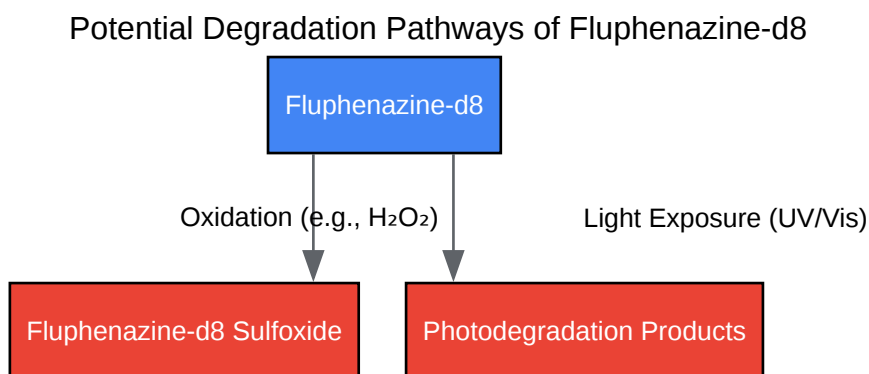 Potential Degradation Pathways of Fluphenazine-d8
Fluphenazine-d8
Oxidation (e.g., H₂O₂)
Light Exposure (UV/Vis)
Fluphenazine-d8 Sulfoxide
Photodegradation Products